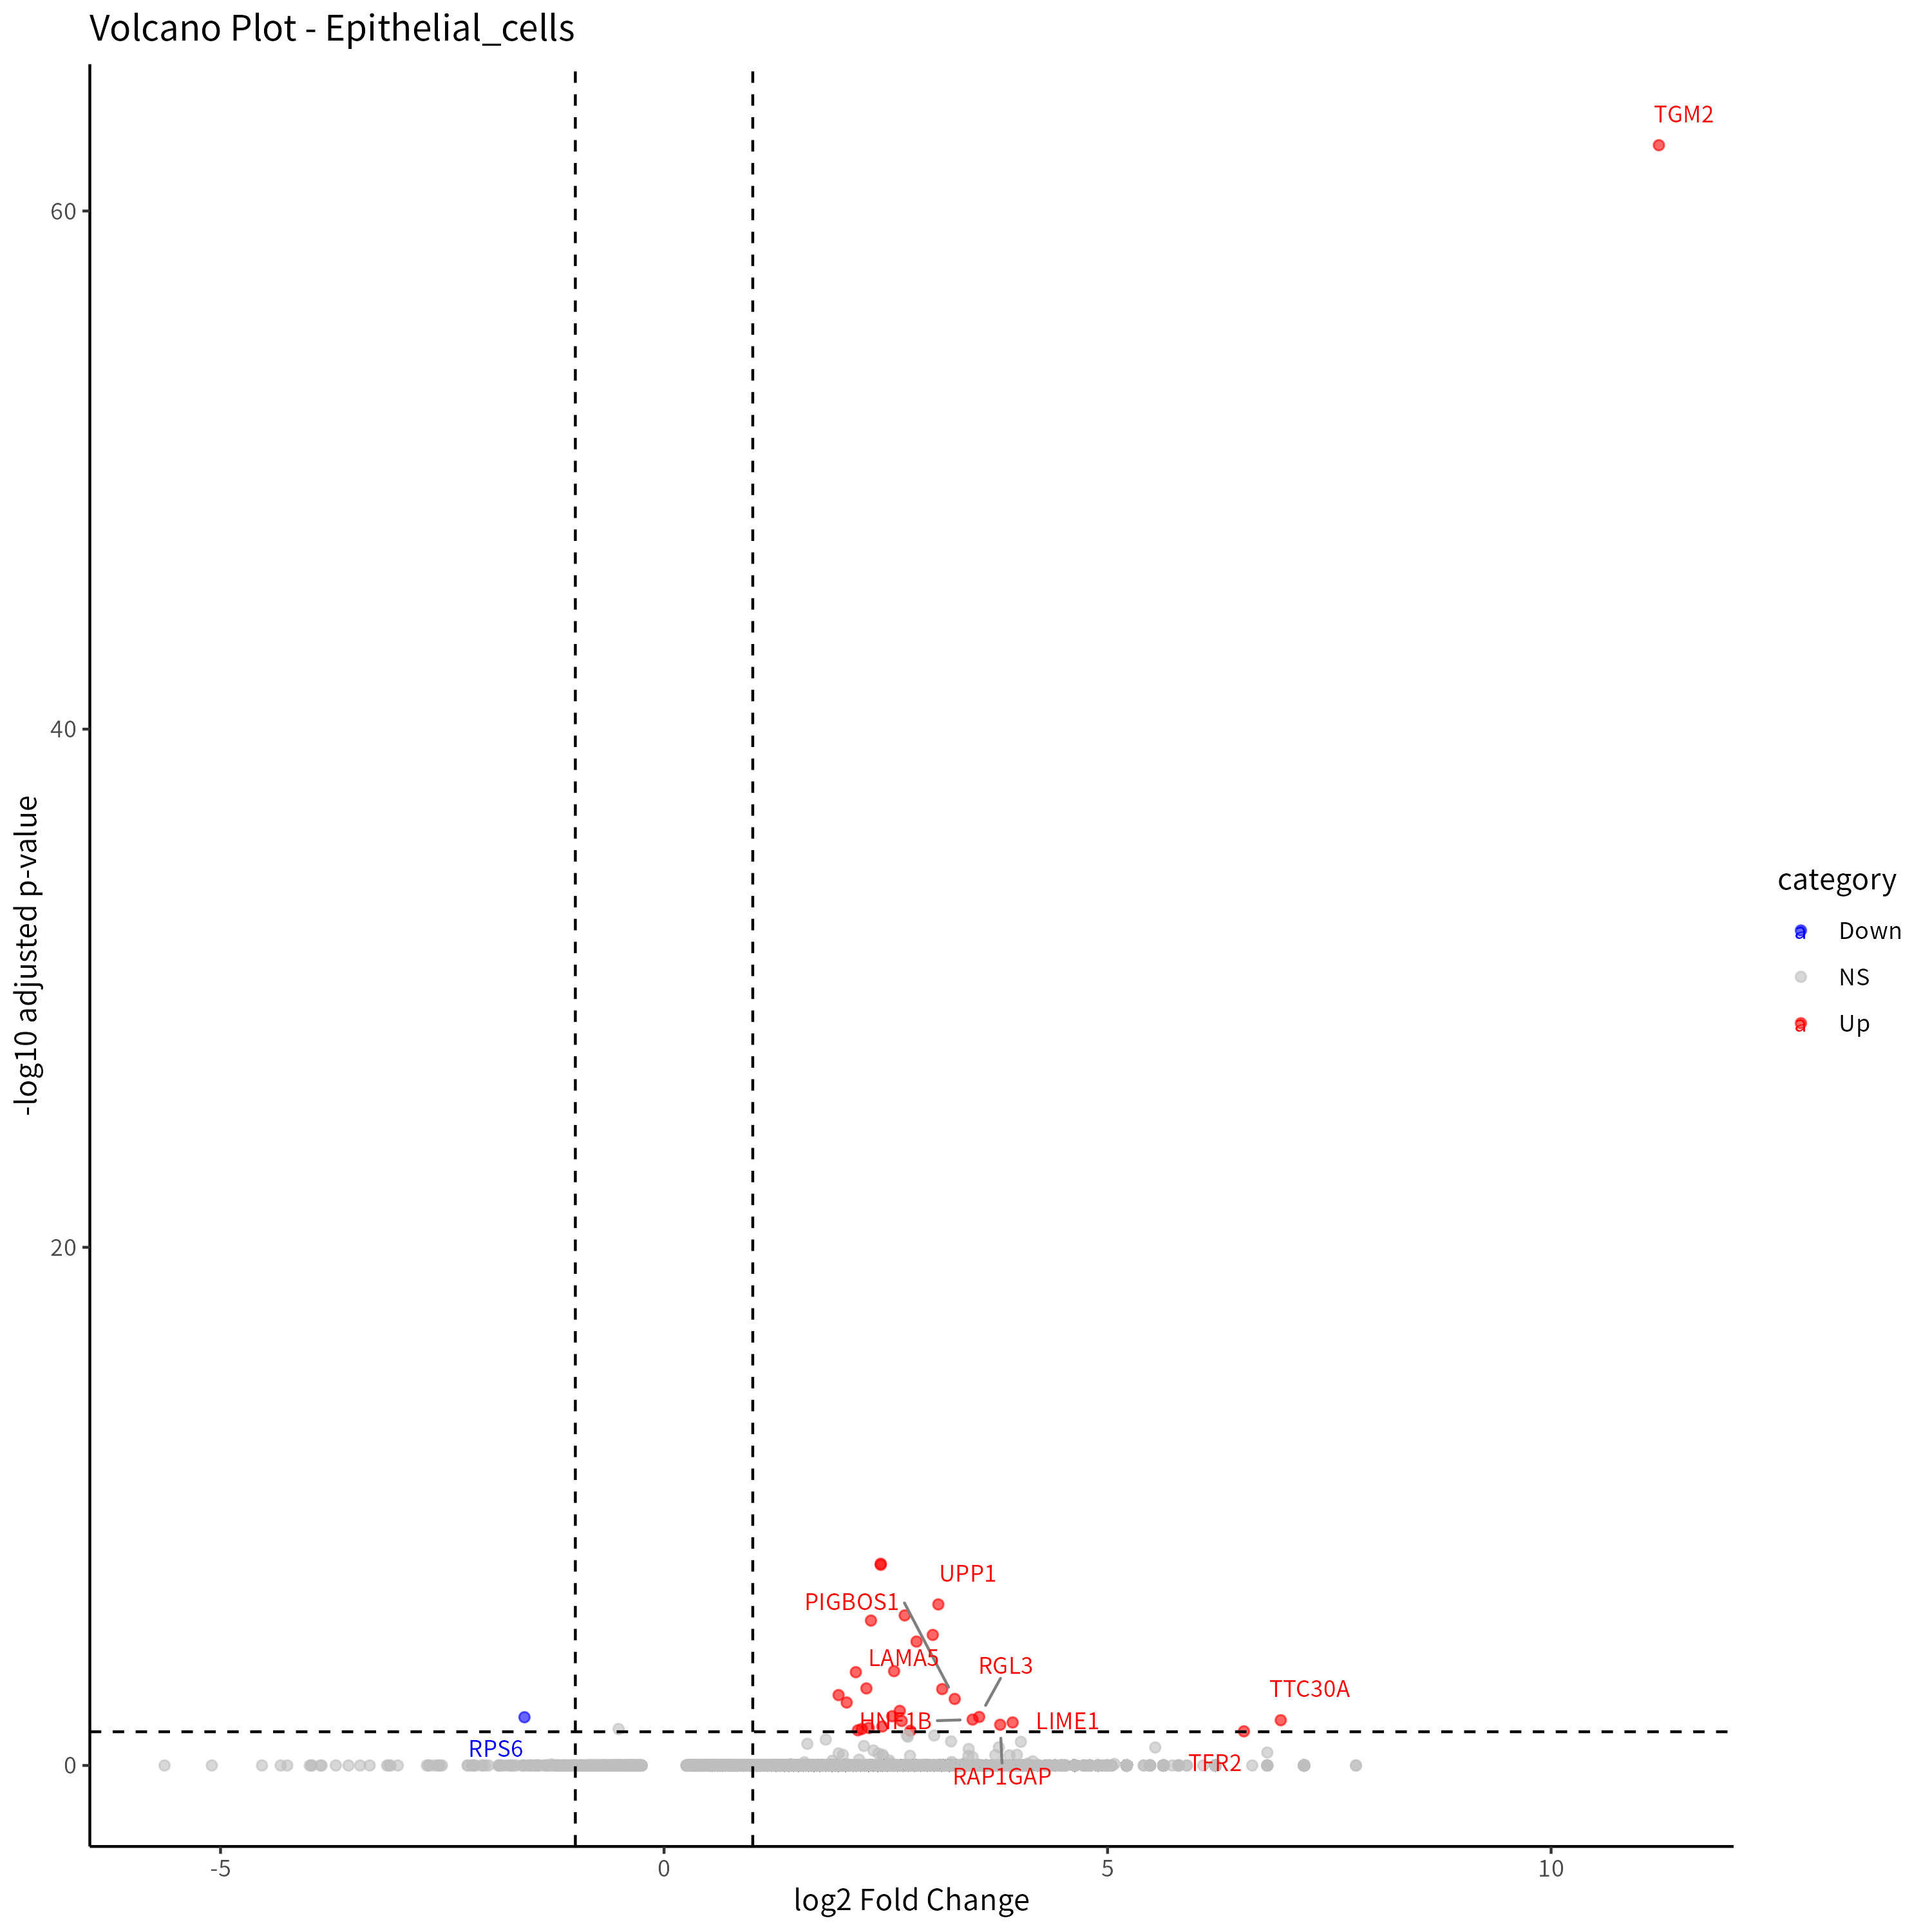 Volcano Plot - Epithelial_cells
TGM2
60
40
20
0
-log10 adjusted p-value
UPP1
PIGBOS1
LAMA5
RGL3
TTC30A
HNF1B
LIME1
RPS6
TFR2
RAP1GAP
-5
0
5
10
log2 Fold Change
category
a Down
NS
a Up